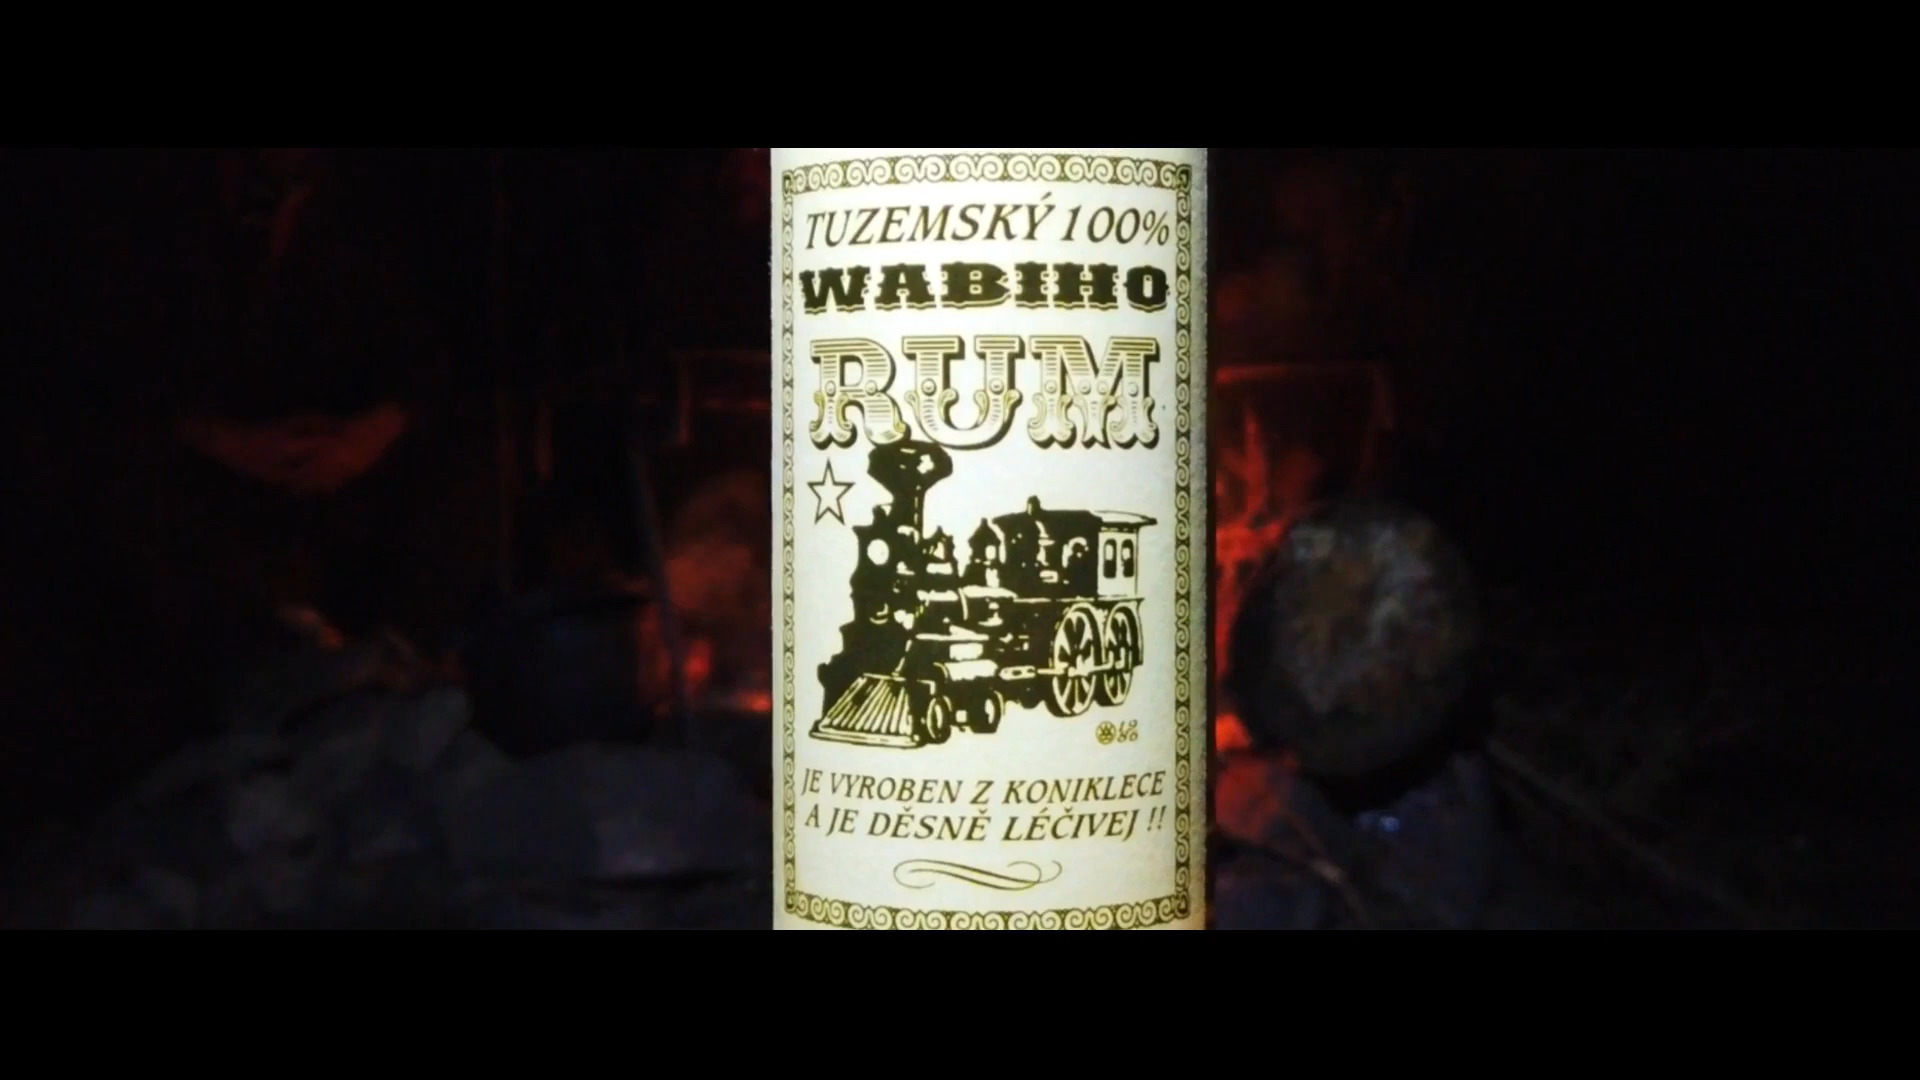 TUZEMSKÝ 100%
WABIHO
RUM
JE VYROBEN Z KONIKLECE
A JE DĚSNĚ LÉČIVEJ !!